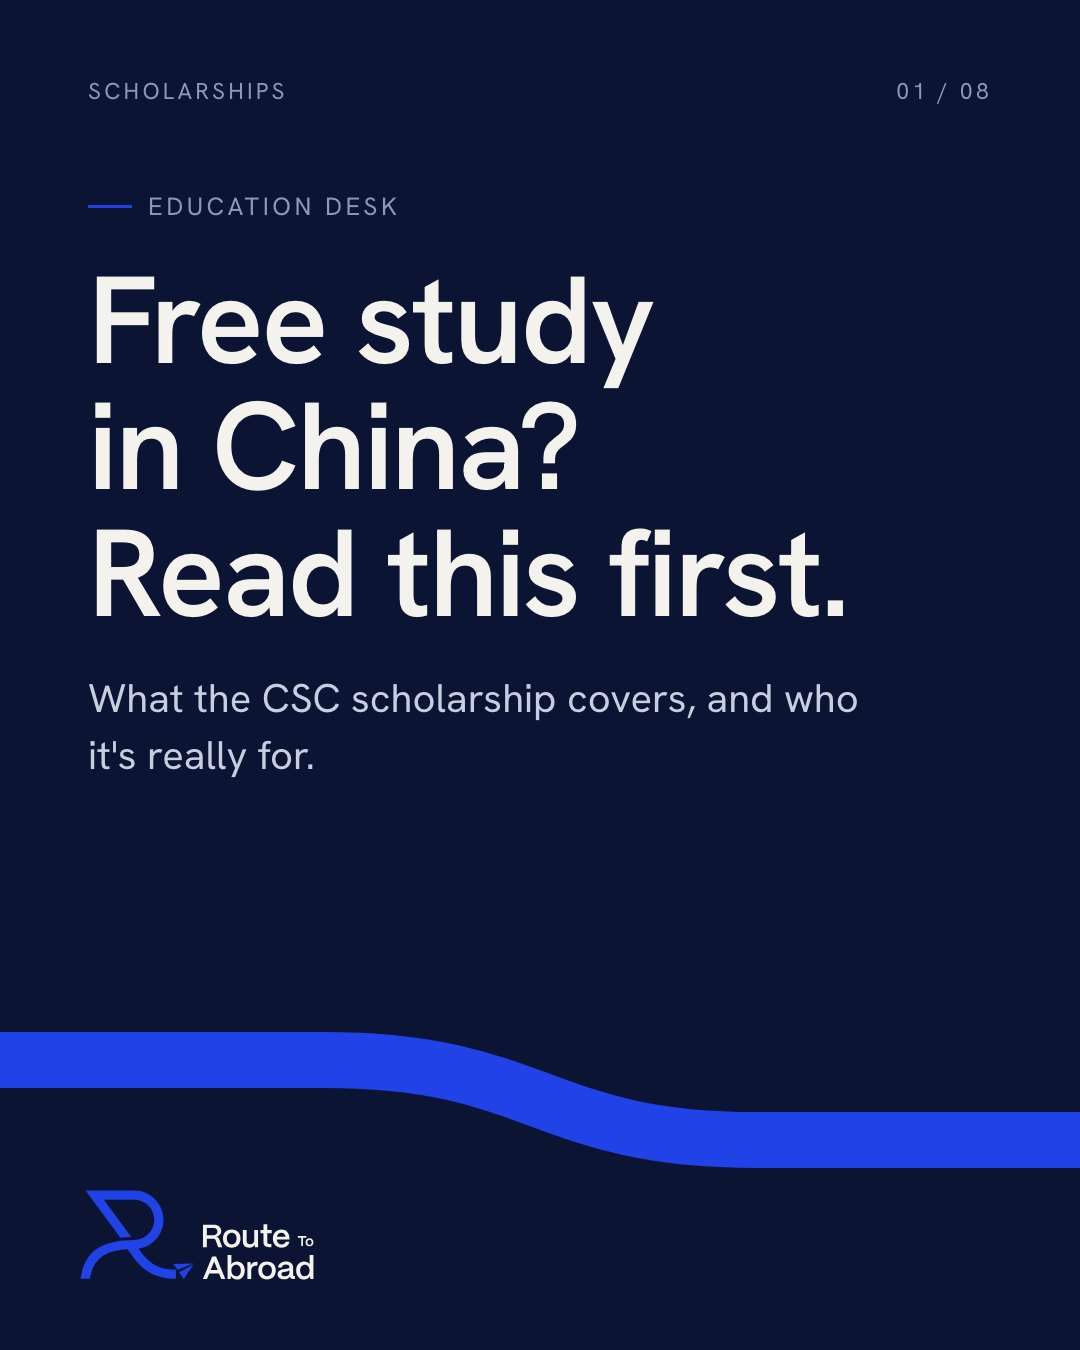 SCHOLARSHIPS
01 / 08
EDUCATION DESK
Free study
in China?
Read this first.
What the CSC scholarship covers, and who
it's really for.
Route To
Abroad